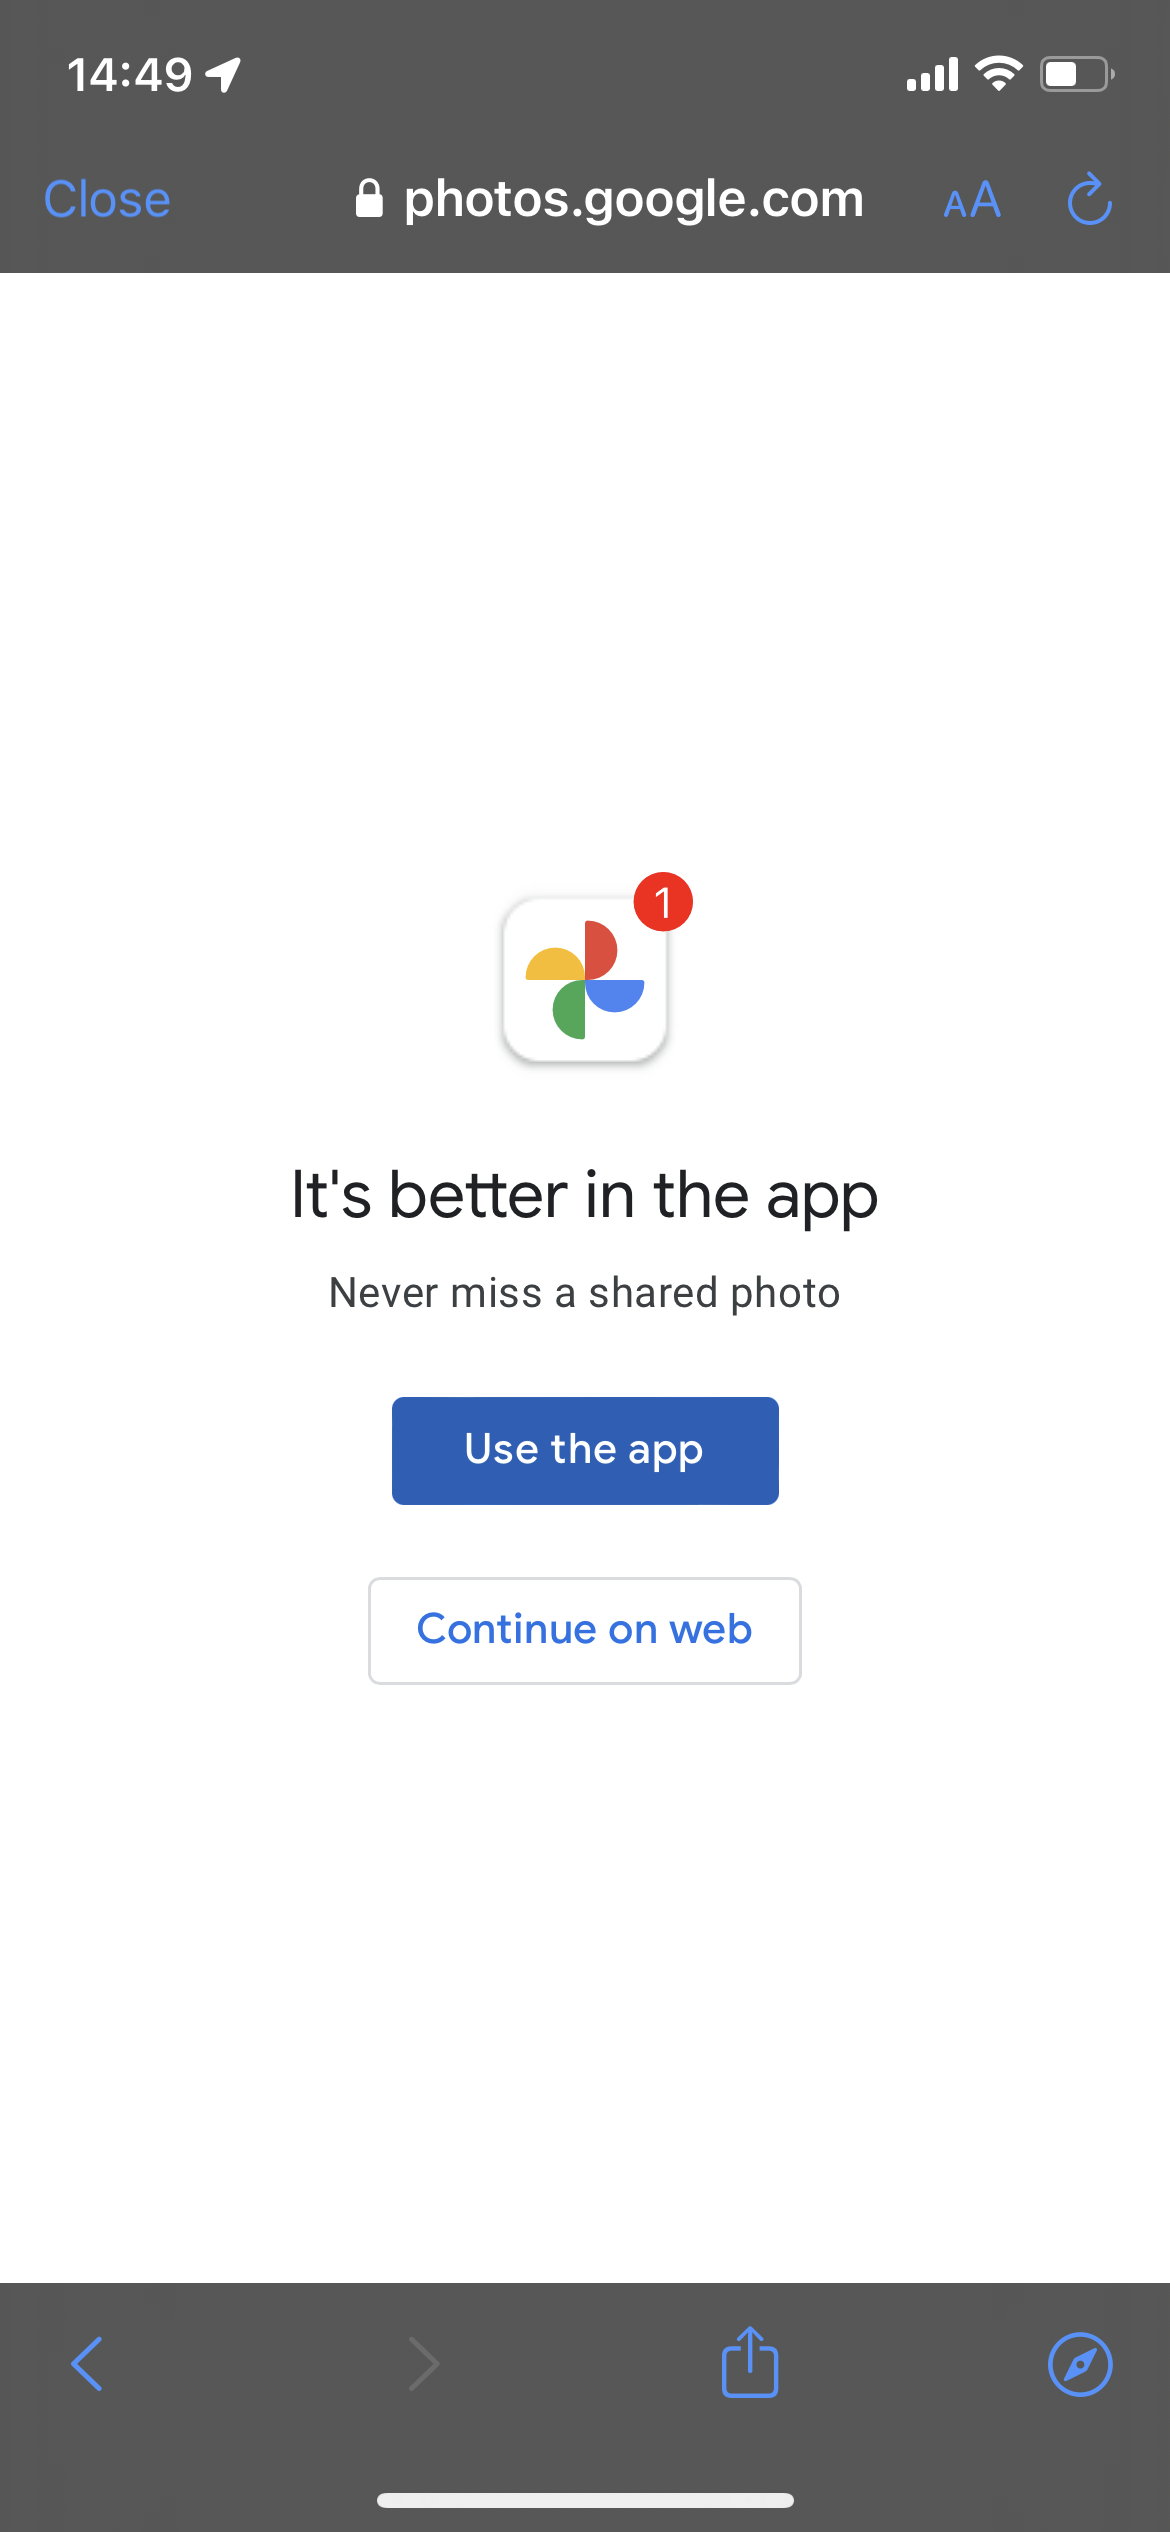 14:49
Close photos.google.com AA
1
It's better in the app
Never miss a shared photo
Use the app
Continue on web